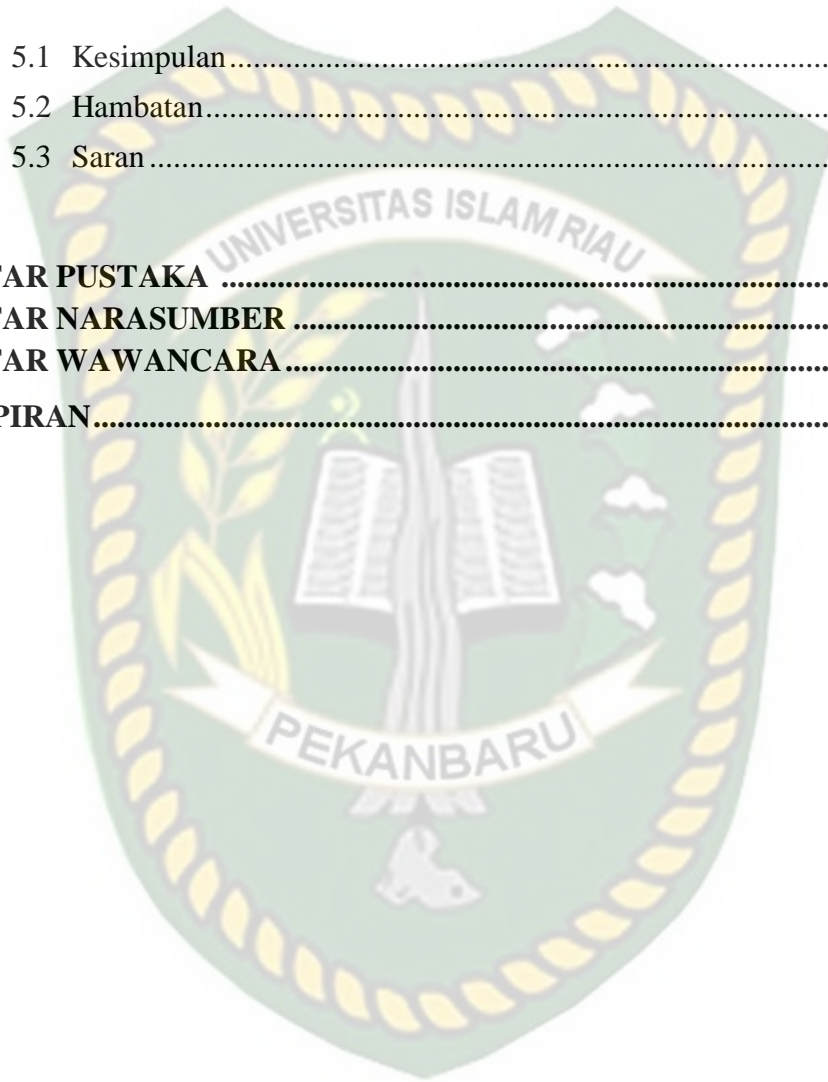 5.1 Kesimpulan....................................................................................
5.2 Hambatan.......................................................................................
5.3 Saran..............................................................................................
UNIVERSITAS ISLAM RIAU
TAR PUSTAKA ..............................................................................
TAR NARASUMBER .....................................................................
TAR WAWANCARA......................................................................
PIRAN..............................................................................................
PEKANBARU